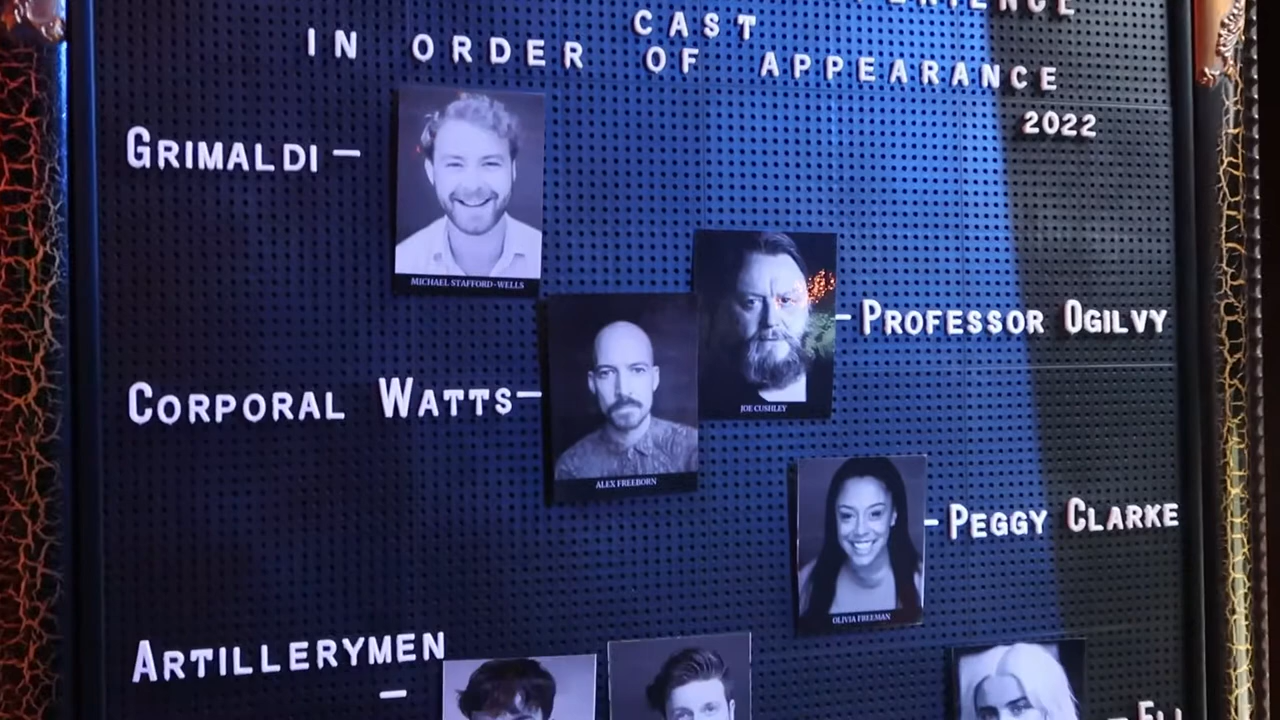 CAST
IN ORDER OF APPEARANCE
2022
GRIMALDI –
MICHAEL STAFFORD-WELLS
– PROFESSOR OGILVY
JOE CUSHLEY
CORPORAL WATTS –
ALEX FREEBORN
– PEGGY CLARKE
OLIVIA FREEMAN
ARTILLERYMEN
–